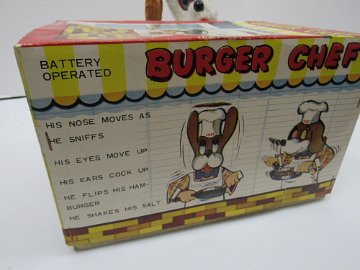 BATTERY
OPERATED
BURGER CHEF
HIS NOSE MOVES AS
HE SNIFFS
HIS EYES MOVE UP
HIS EARS COCK UP
HE FLIPS HIS HAM-
BURGER
HE SHAKES HIS SALT